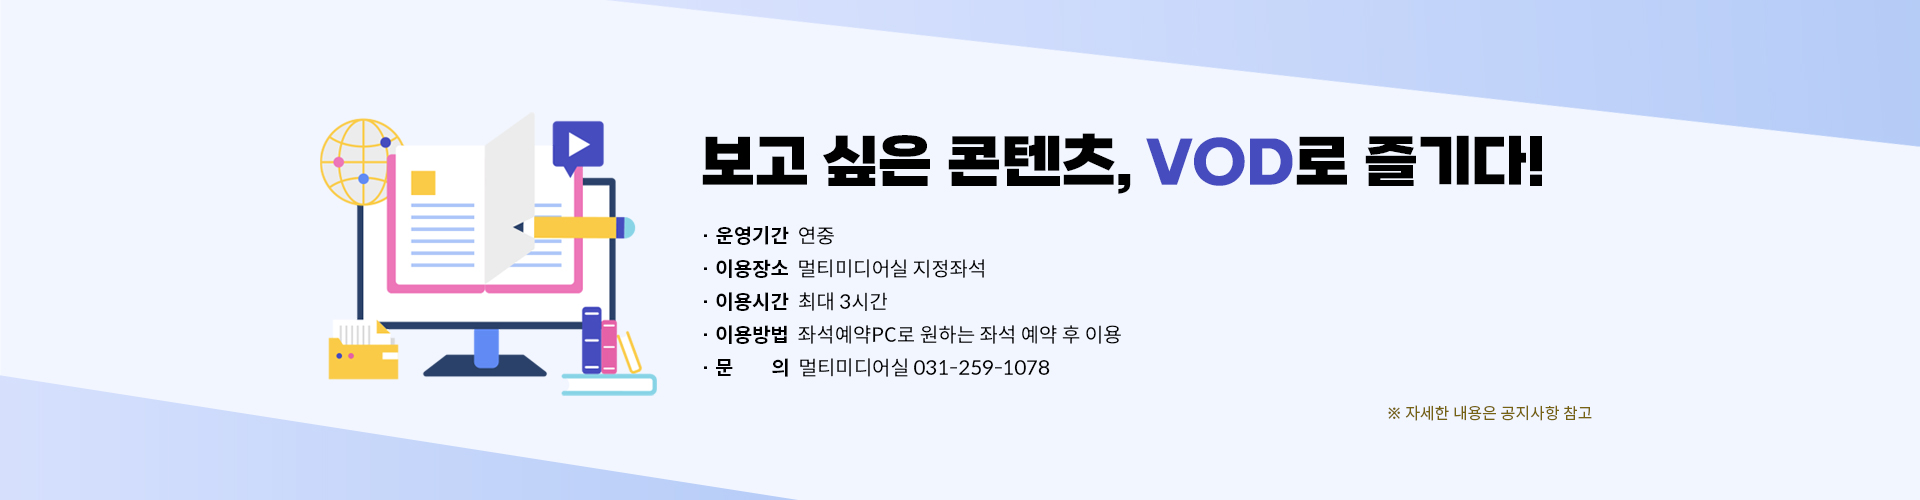 보고 싶은 콘텐츠, VOD로 즐기다!
· 운영기간 연중
· 이용장소 멀티미디어실 지정좌석
· 이용시간 최대 3시간
· 이용방법 좌석예약PC로 원하는 좌석 예약 후 이용
· 문 의 멀티미디어실 031-259-1078
※ 자세한 내용은 공지사항 참고